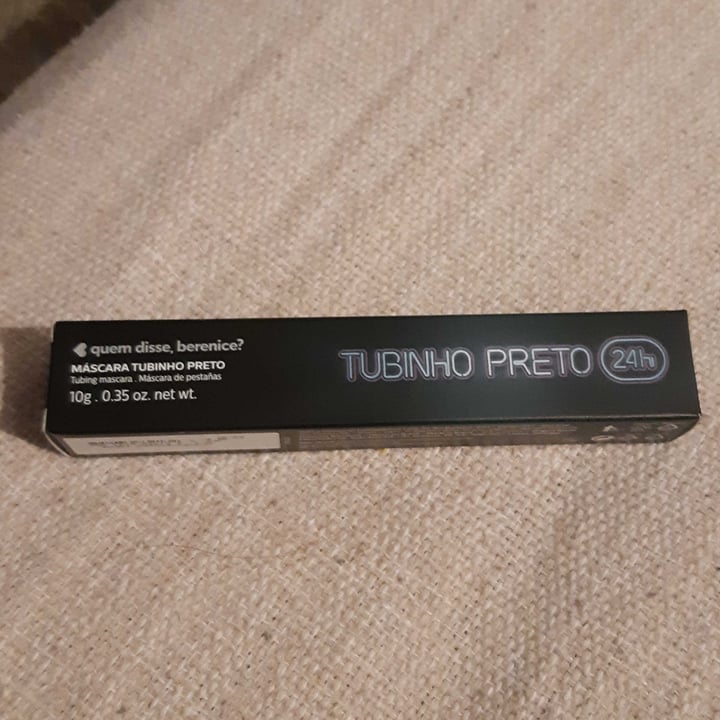 quem disse, berenice?
MÁSCARA TUBINHO PRETO
Tubing mascara . Máscara de pestañas
10g . 0.35 oz. net wt.
TUBINHO PRETO 24h